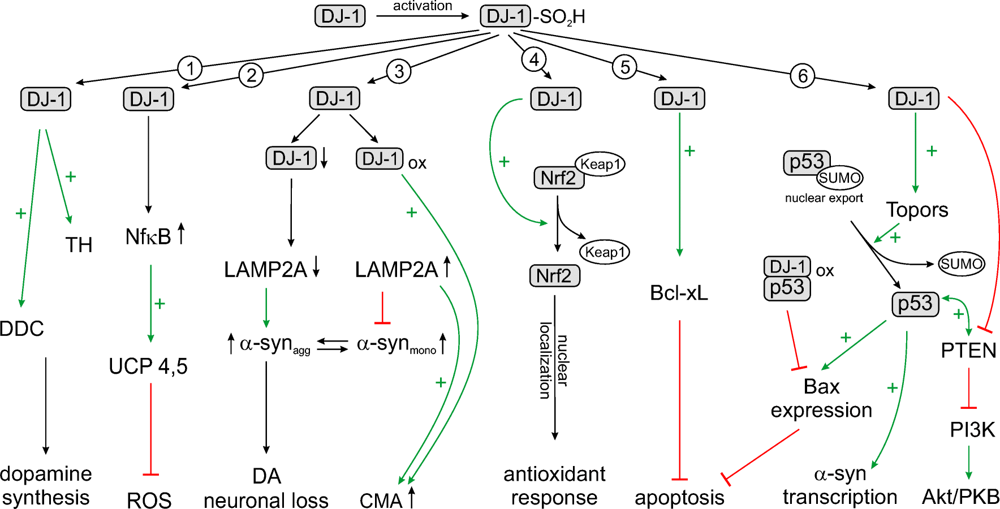 activation
DJ-1
DJ-1 -SO2H
1
2
3
4
5
6
DJ-1
DJ-1
DJ-1
DJ-1
DJ-1
DJ-1
+
+
TH
DDC
dopamine
synthesis
NfκB ↑
+
UCP 4,5
ROS
DJ-1 ↓
DJ-1 ox
+
LAMP2A ↓
LAMP2A ↑
↑ α-synagg
α-synmono ↑
+
DA
neuronal loss
CMA ↑
+
Nrf2
Keap1
Keap1
Nrf2
nuclear
localization
antioxidant
response
+
Bcl-xL
apoptosis
p53
SUMO
nuclear export
+
Topors
+
SUMO
DJ-1 ox
p53
p53
+
+
+
Bax
expression
α-syn
transcription
PTEN
PI3K
Akt/PKB